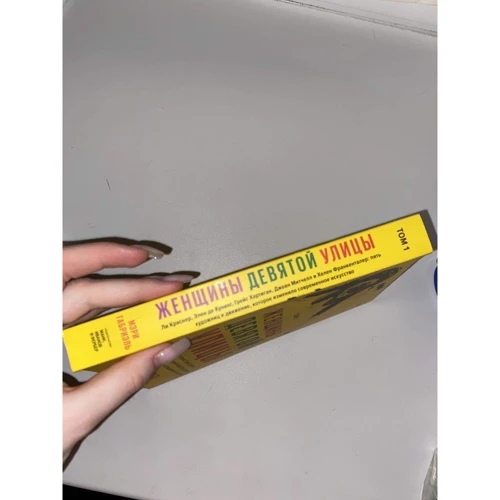 МЭРИ
ГАБРИЭЛЬ
ЖЕНЩИНЫ ДЕВЯТОЙ УЛИЦЫ
Ли Краснер, Элен де Кунинг, Грейс Хартиган, Джоан Митчелл и Хелен Франкенталер: пять
художниц и движение, которое изменило современное искусство
ТОМ 1